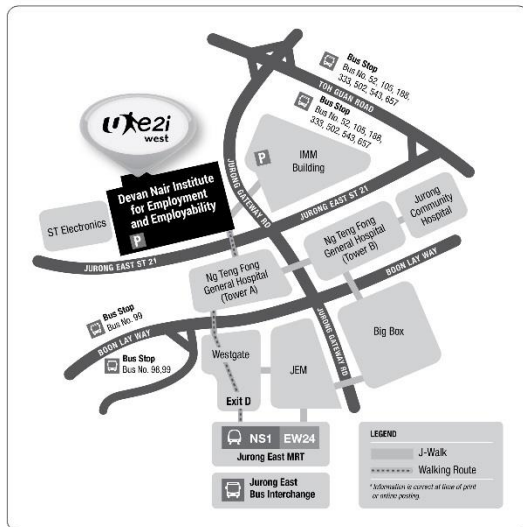 Bus Stop
Bus No. 52, 105, 188,
333, 502, 543, 657
TOH GUAN ROAD
Bus Stop
Bus No. 52, 105, 188,
333, 502, 543, 657
u e2i
west
P
IMM
Building
JURONG GATEWAY RD
Devan Nair Institute
for Employment
and Employability
P
ST Electronics
JURONG EAST ST 21
JURONG EAST ST 21
Jurong
Community
Hospital
Ng Teng Fong
General Hospital
(Tower B)
Ng Teng Fong
General Hospital
(Tower A)
BOON LAY WAY
Bus Stop
Bus No. 99
BOON LAY WAY
Bus Stop
Bus No. 98,99
Westgate
JEM
Big Box
JURONG GATEWAY RD
Exit D
NS1 EW24
Jurong East MRT
Jurong East
Bus Interchange
LEGEND
J-Walk
Walking Route
* Information is correct at time of print
or online posting.